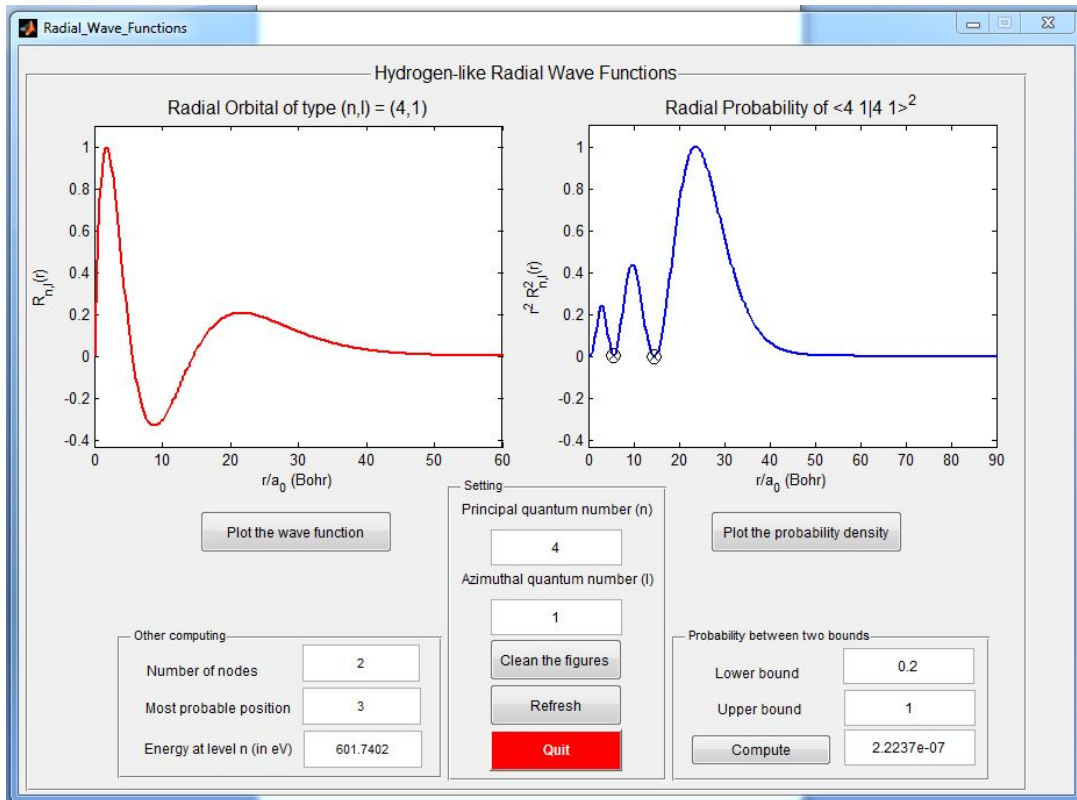 Radial_Wave_Functions
Hydrogen-like Radial Wave Functions
Radial Orbital of type (n,l) = (4,1)
R_{n,l}(r)
1
0.8
0.6
0.4
0.2
0
-0.2
-0.4
0 10 20 30 40 50 60
r/a_0 (Bohr)
Plot the wave function
Radial Probability of <4 1|4 1>^2
r^2 R^2_{n,l}(r)
1
0.8
0.6
0.4
0.2
0
-0.2
-0.4
0 10 20 30 40 50 60 70 80 90
r/a_0 (Bohr)
Plot the probability density
Setting
Principal quantum number (n)
4
Azimuthal quantum number (l)
1
Clean the figures
Refresh
Quit
Other computing
Number of nodes 2
Most probable position 3
Energy at level n (in eV) 601.7402
Probability between two bounds
Lower bound 0.2
Upper bound 1
Compute 2.2237e-07